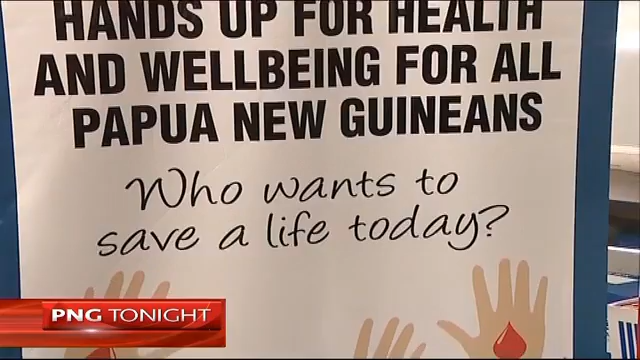 HANDS UP FOR HEALTH
AND WELLBEING FOR ALL
PAPUA NEW GUINEANS
Who wants to
save a life today?
PNG TONIGHT